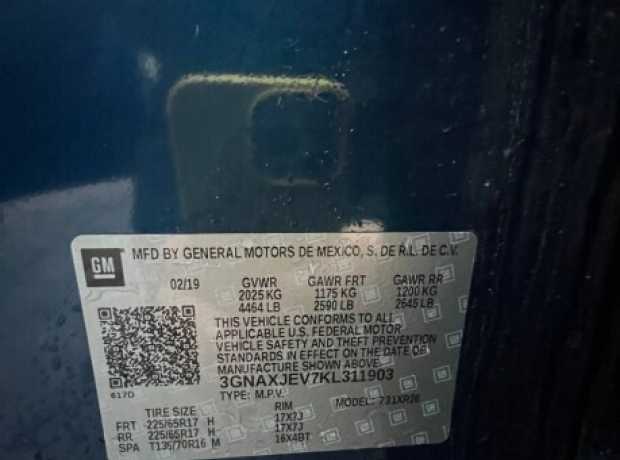 GM
MFD BY GENERAL MOTORS DE MEXICO, S. DE R.L. DE C.V.
02/19 GVWR GAWR FRT GAWR RR
2025 KG 1175 KG 1200 KG
4464 LB 2590 LB 2645 LB
THIS VEHICLE CONFORMS TO ALL
APPLICABLE U.S. FEDERAL MOTOR
VEHICLE SAFETY AND THEFT PREVENTION
STANDARDS IN EFFECT ON THE DATE OF
MANUFACTURE SHOWN ABOVE.
3GNAXJEV7KL311903
617D
TYPE: M.P.V. MODEL:
TIRE SIZE RIM
FRT 225/65R17 H 17X7J
RR 225/65R17 H 17X7J
SPA T135/70R16 M 16X4BT